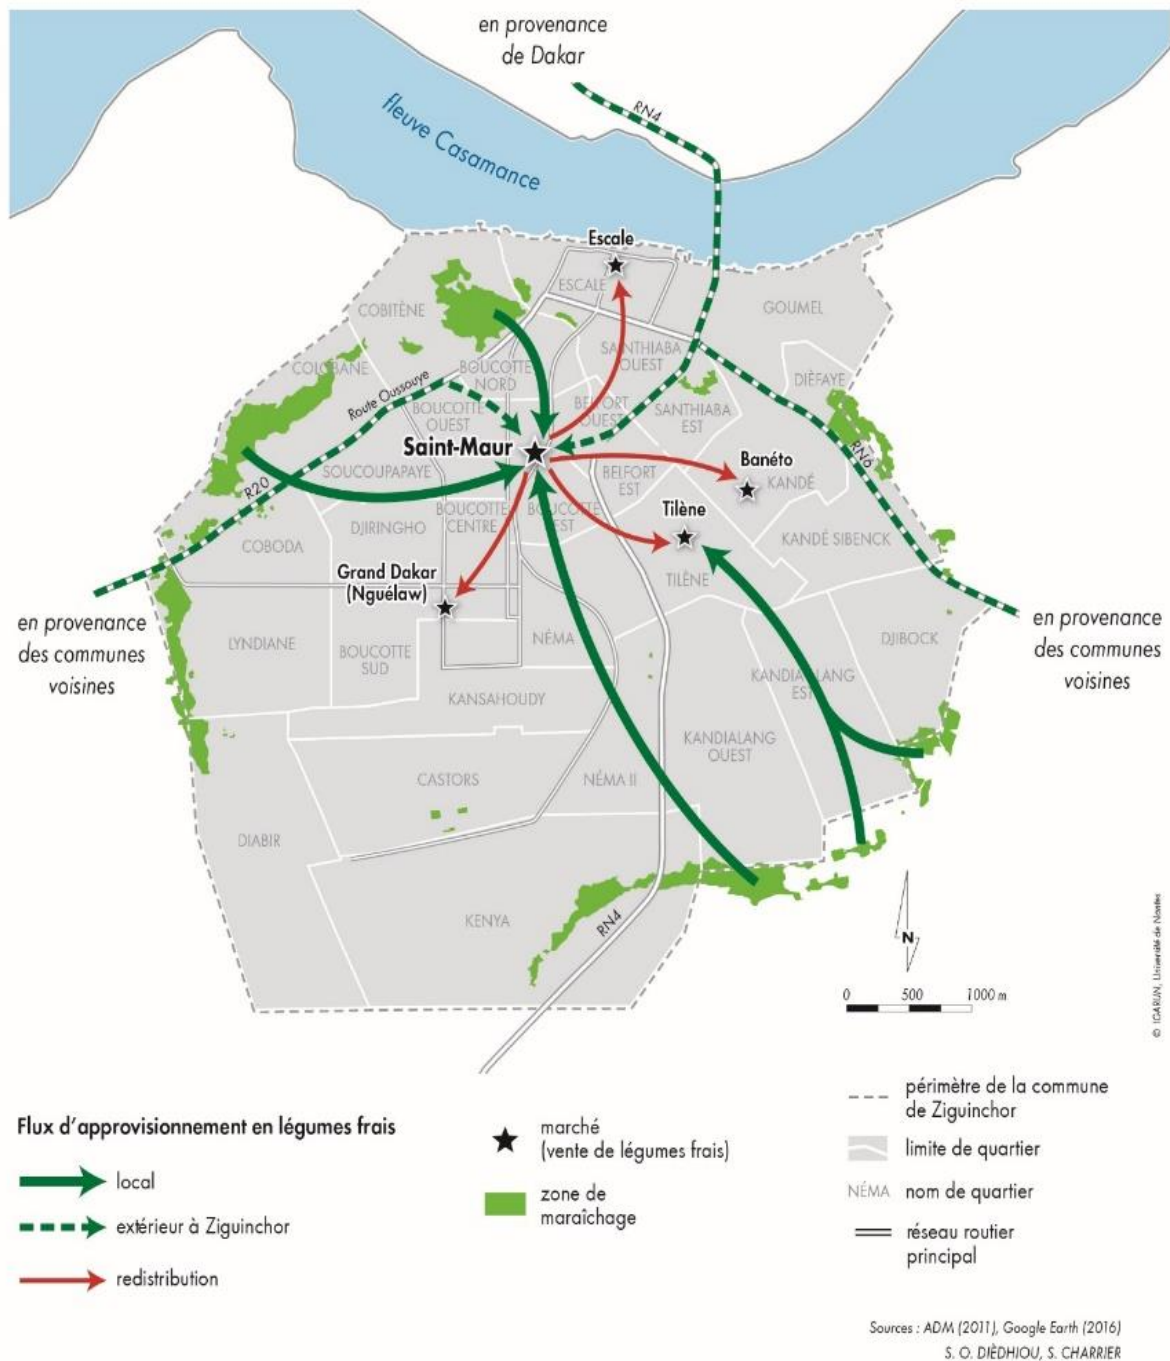 en provenance
de Dakar
RN4
fleuve Casamance
Escale
ESCALE
GOUMEL
COBITÈNE
SAINTHIABA
OUEST
COLOBANE
BOUCOTTE
NORD
DIÈFAYE
Route Oussouye
BOUCOTTE
OUEST
BELFORT
OUEST
SANTHIABA
EST
Saint-Maur
RN6
Banéto
SOUCOUPAPAYE
BELFORT
EST
KANDÉ
R20
BOUCOTTE
CENTRE
BOUCOTTE
EST
Tilène
DJIRINGHO
COBODA
KANDÉ SIBENCK
Grand Dakar
(Nguélaw)
TILÈNE
en provenance
des communes
voisines
en provenance
des communes
voisines
LYNDIANE
BOUCOTTE
SUD
NÉMA
DJIBOCK
KANSAHOUDY
KANDIALANG
EST
KANDIALANG
OUEST
CASTORS
NÉMA II
DIABIR
KENYA
RN4
N
0 500 1000 m
© IGARUN, Université de Nantes
Flux d'approvisionnement en légumes frais
local
extérieur à Ziguinchor
redistribution
marché
(vente de légumes frais)
zone de
maraîchage
périmètre de la commune
de Ziguinchor
limite de quartier
NÉMA nom de quartier
réseau routier
principal
Sources : ADM (2011), Google Earth (2016)
S. O. DIÈDHIOU, S. CHARRIER